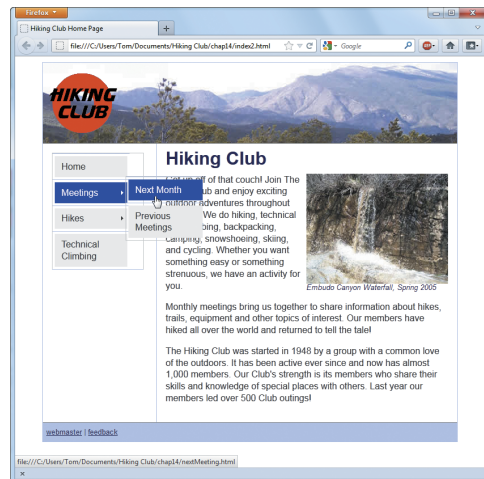 Firefox
Hiking Club Home Page
+
file:///C:/Users/Tom/Documents/Hiking Club/chap14/index2.html
Google
ABP
HIKING
CLUB
Home
Meetings
Hikes
Technical
Climbing
Next Month
Previous
Meetings
Hiking Club
off of that couch! Join The
ub and enjoy exciting
outdoor adventures throughout
We do hiking, technical
bing, backpacking,
camping, snowshoeing, skiing,
and cycling. Whether you want
something easy or something
strenuous, we have an activity for
you.
Embudo Canyon Waterfall, Spring 2005
Monthly meetings bring us together to share information about hikes,
trails, equipment and other topics of interest. Our members have
hiked all over the world and returned to tell the tale!
The Hiking Club was started in 1948 by a group with a common love
of the outdoors. It has been active ever since and now has almost
1,000 members. Our Club's strength is its members who share their
skills and knowledge of special places with others. Last year our
members led over 500 Club outings!
webmaster | feedback
file:///C:/Users/Tom/Documents/Hiking Club/chap14/nextMeeting.html
×